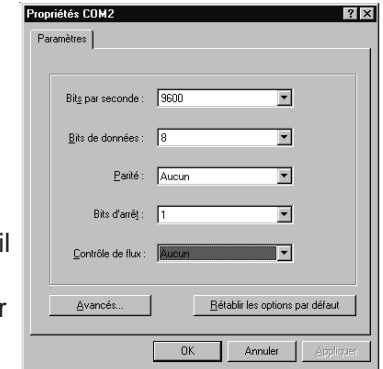 Propriétés COM2
Paramètres
Bits par seconde : 9600
Bits de données : 8
Parité : Aucun
Bits d'arrêt : 1
il
Contrôle de flux : Aucun
r
Avancés... Rétablir les options par défaut
OK Annuler Appliquer